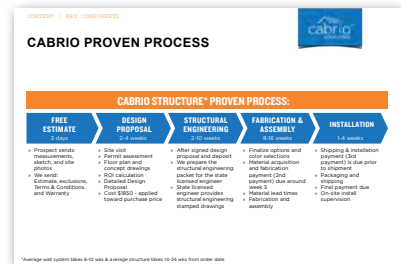 CONTENT | KEY COMPONENTS
cabrio
CABRIO PROVEN PROCESS
CABRIO STRUCTURE* PROVEN PROCESS:
FREE
ESTIMATE
3 days
» Prospect sends:
measurements,
sketch, and site
photos
» We send:
Estimate, exclusions,
Terms & Conditions,
and Warranty
DESIGN
PROPOSAL
2-4 weeks
» Site visit
» Permit assessment
» Floor plan and
concept drawings
» ROI calculation
» Detailed Design
Proposal
» Cost $1850 - applied
toward purchase price
STRUCTURAL
ENGINEERING
2-10 weeks
» After signed design
proposal and deposit
» We prepare the
structural engineering
packet for the state
licensed engineer
» State licensed
engineer provides
structural engineering
stamped drawings
FABRICATION &
ASSEMBLY
8-16 weeks
» Finalize options and
color selections
» Material acquisition
and fabrication
payment (2nd
payment) due around
week 5
» Material lead times
» Fabrication and
assembly
INSTALLATION
1-4 weeks
» Shipping & installation
payment (3rd
payment) is due prior
to shipment
» Packaging and
shipping
» Final payment due
» On-site install
supervision
*Average wall system takes 6-10 wks & average structure takes 14-34 wks from order date